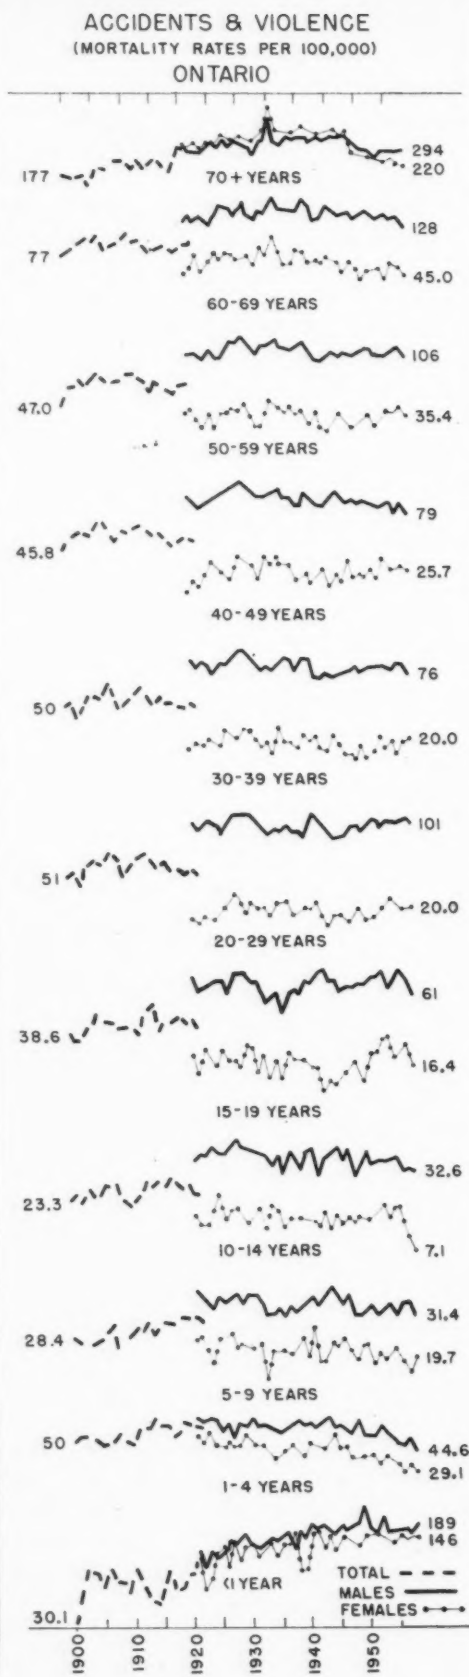 ACCIDENTS & VIOLENCE
(MORTALITY RATES PER 100,000)
ONTARIO
177
294
220
70+ YEARS
77
128
45.0
60-69 YEARS
47.0
106
35.4
50-59 YEARS
45.8
79
25.7
40-49 YEARS
50
76
20.0
30-39 YEARS
51
101
20.0
20-29 YEARS
38.6
61
16.4
15-19 YEARS
23.3
32.6
7.1
10-14 YEARS
28.4
31.4
19.7
5-9 YEARS
50
44.6
29.1
1-4 YEARS
30.1
189
146
<1 YEAR
TOTAL
MALES
FEMALES
1900 1910 1920 1930 1940 1950